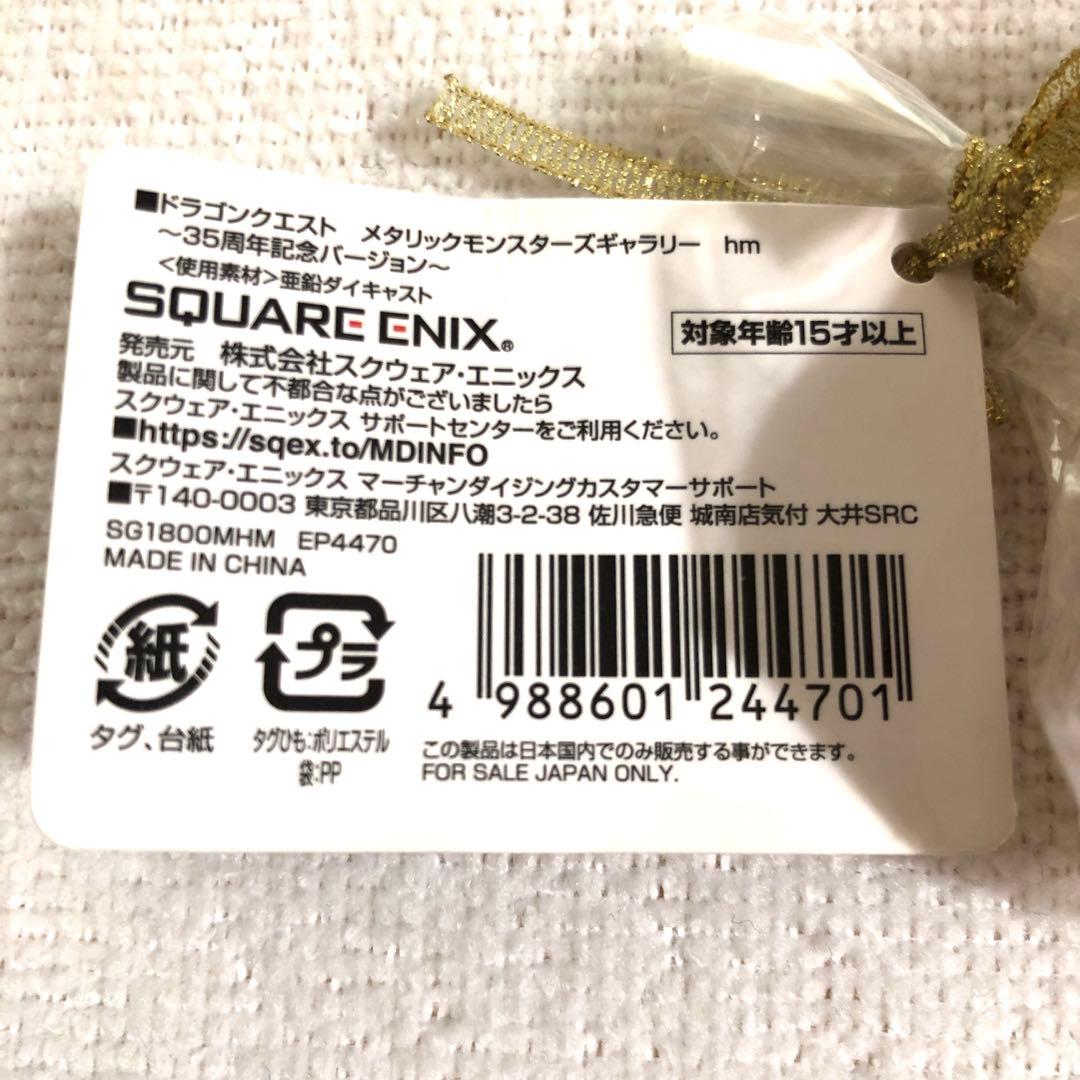 ■ドラゴンクエスト メタリックモンスターズギャラリー hm
〜35周年記念バージョン〜
<使用素材>亜鉛ダイキャスト
SQUARE ENIX®
対象年齢15才以上
発売元 株式会社スクウェア・エニックス
製品に関して不都合な点がございましたら
スクウェア・エニックス サポートセンターをご利用ください。
■https://sqex.to/MDINFO
スクウェア・エニックス マーチャンダイジングカスタマーサポート
■〒140-0003 東京都品川区八潮3-2-38 佐川急便 城南店気付 大井SRC
SG1800MHM EP4470
MADE IN CHINA
紙
タグ、台紙
プラ
タグひも:ポリエステル
袋:PP
4 988601 244701
この製品は日本国内でのみ販売する事ができます。
FOR SALE JAPAN ONLY.